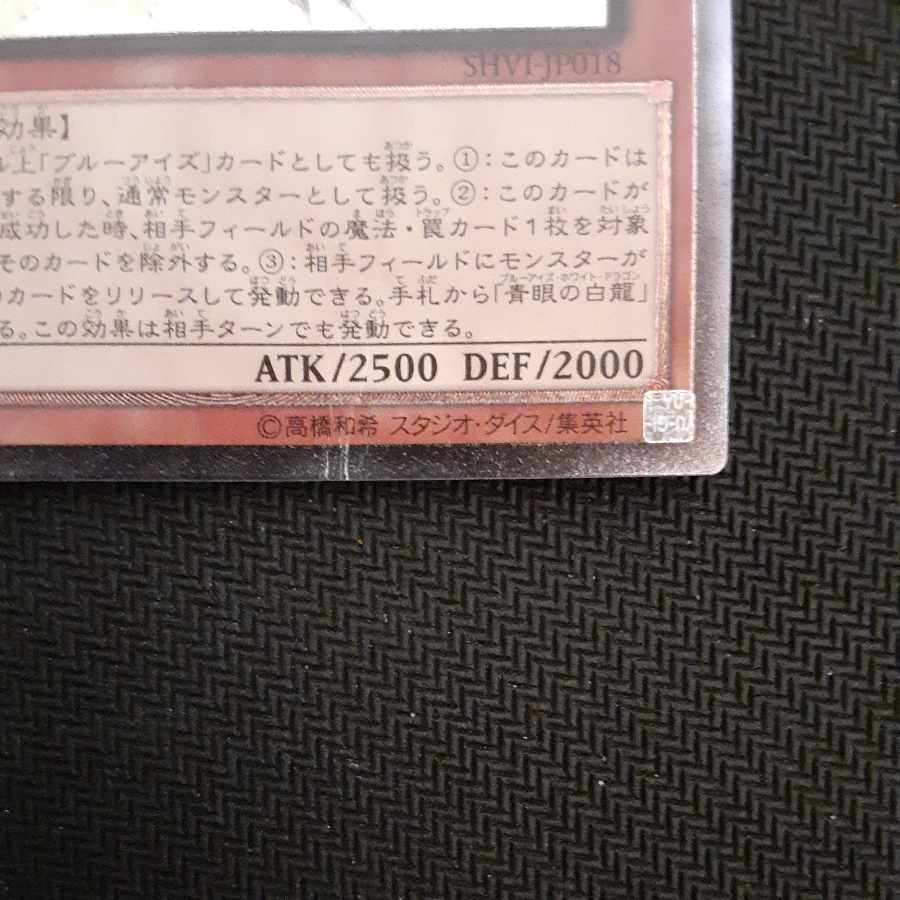 SHVI-JP018
効果】
ル上「ブルーアイズ」カードとしても扱う。①：このカードは
する限り、通常モンスターとして扱う。②：このカードが
成功した時、相手フィールドの魔法・罠カード1枚を対象
そのカードを除外する。③：相手フィールドにモンスターが
のカードをリリースして発動できる。手札から「青眼の白龍」
る。この効果は相手ターンでも発動できる。
ATK/2500 DEF/2000
©高橋和希 スタジオ・ダイス/集英社